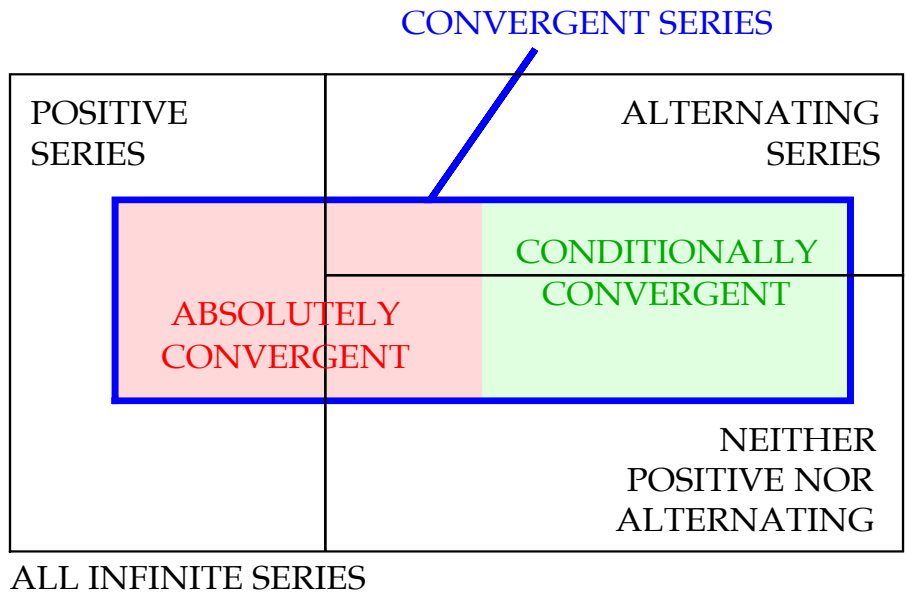 CONVERGENT SERIES
POSITIVE
SERIES
ALTERNATING
SERIES
CONDITIONALLY
CONVERGENT
ABSOLUTELY
CONVERGENT
NEITHER
POSITIVE NOR
ALTERNATING
ALL INFINITE SERIES